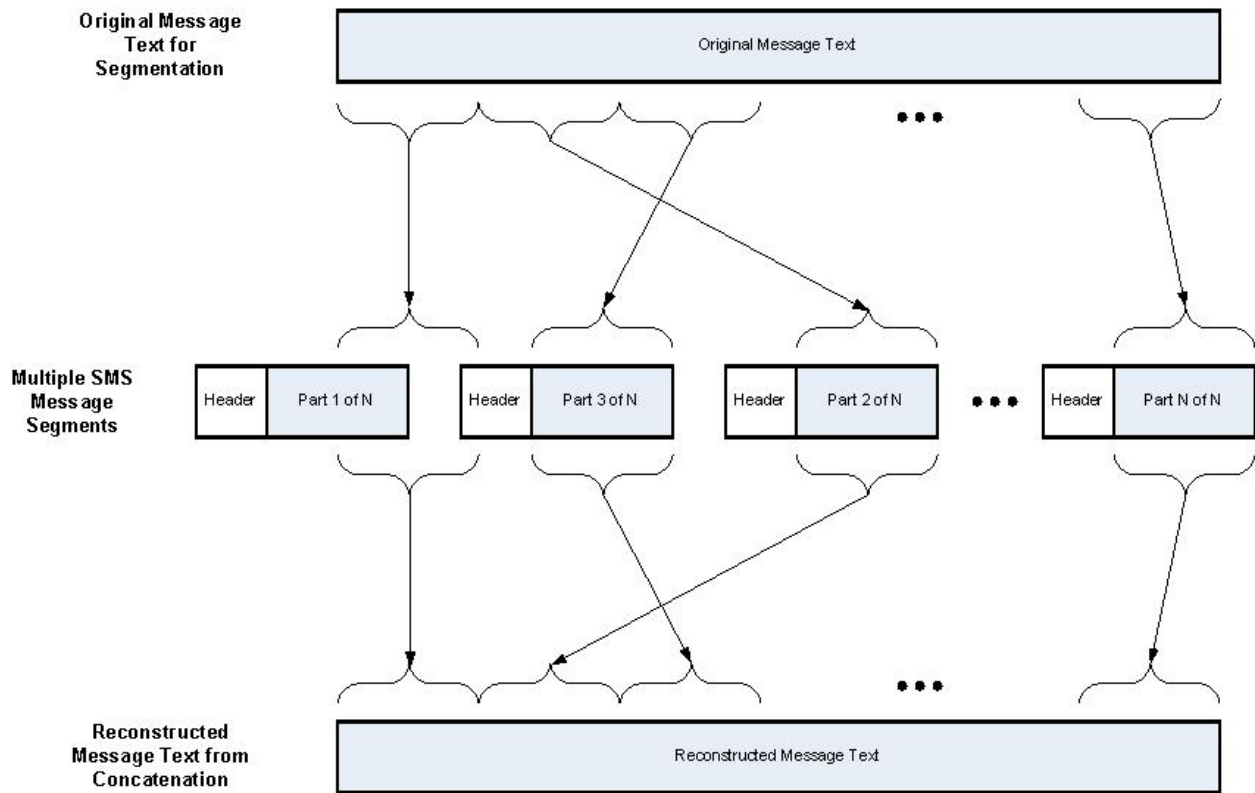 Original Message
Text for
Segmentation
Original Message Text
Multiple SMS
Message
Segments
Header
Part 1 of N
Header
Part 3 of N
Header
Part 2 of N
Header
Part N of N
Reconstructed
Message Text from
Concatenation
Reconstructed Message Text